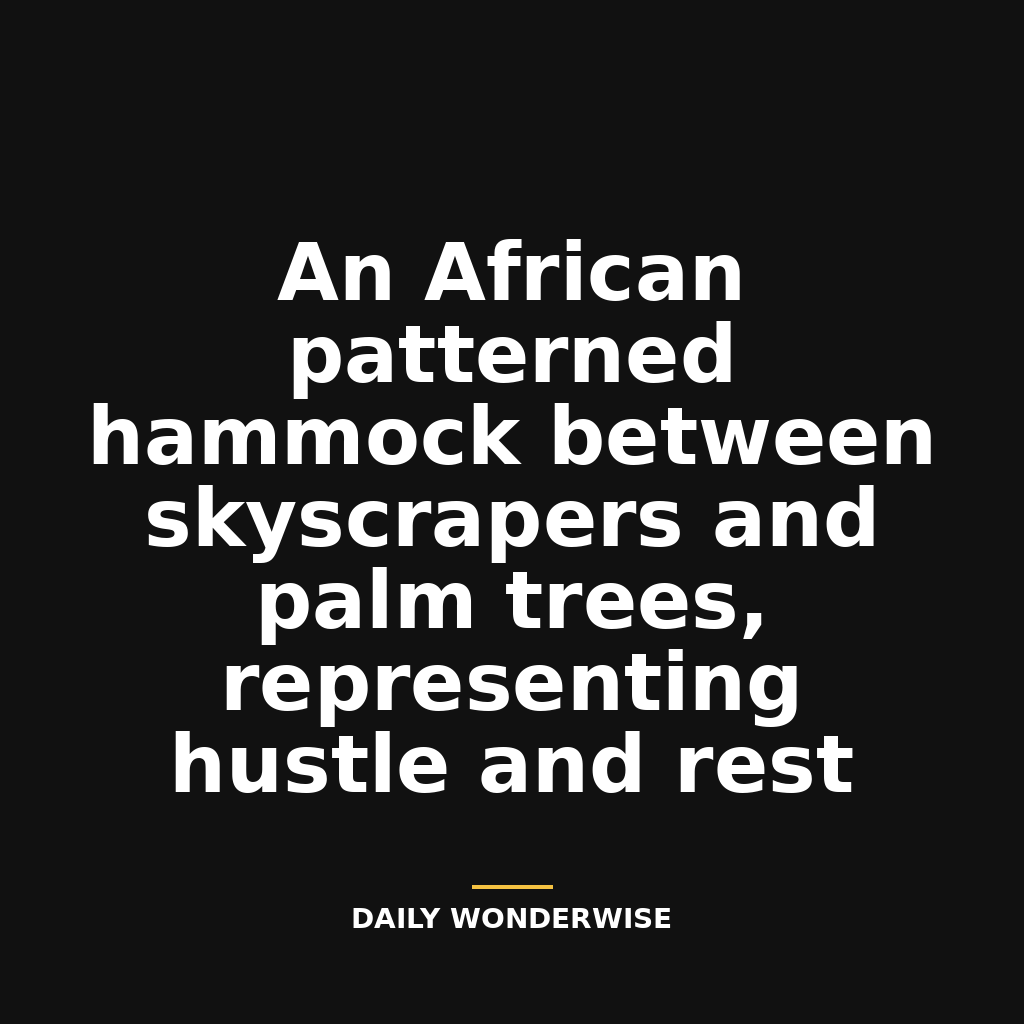 An African
patterned
hammock between
skyscrapers and
palm trees,
representing
hustle and rest
DAILY WONDERWISE